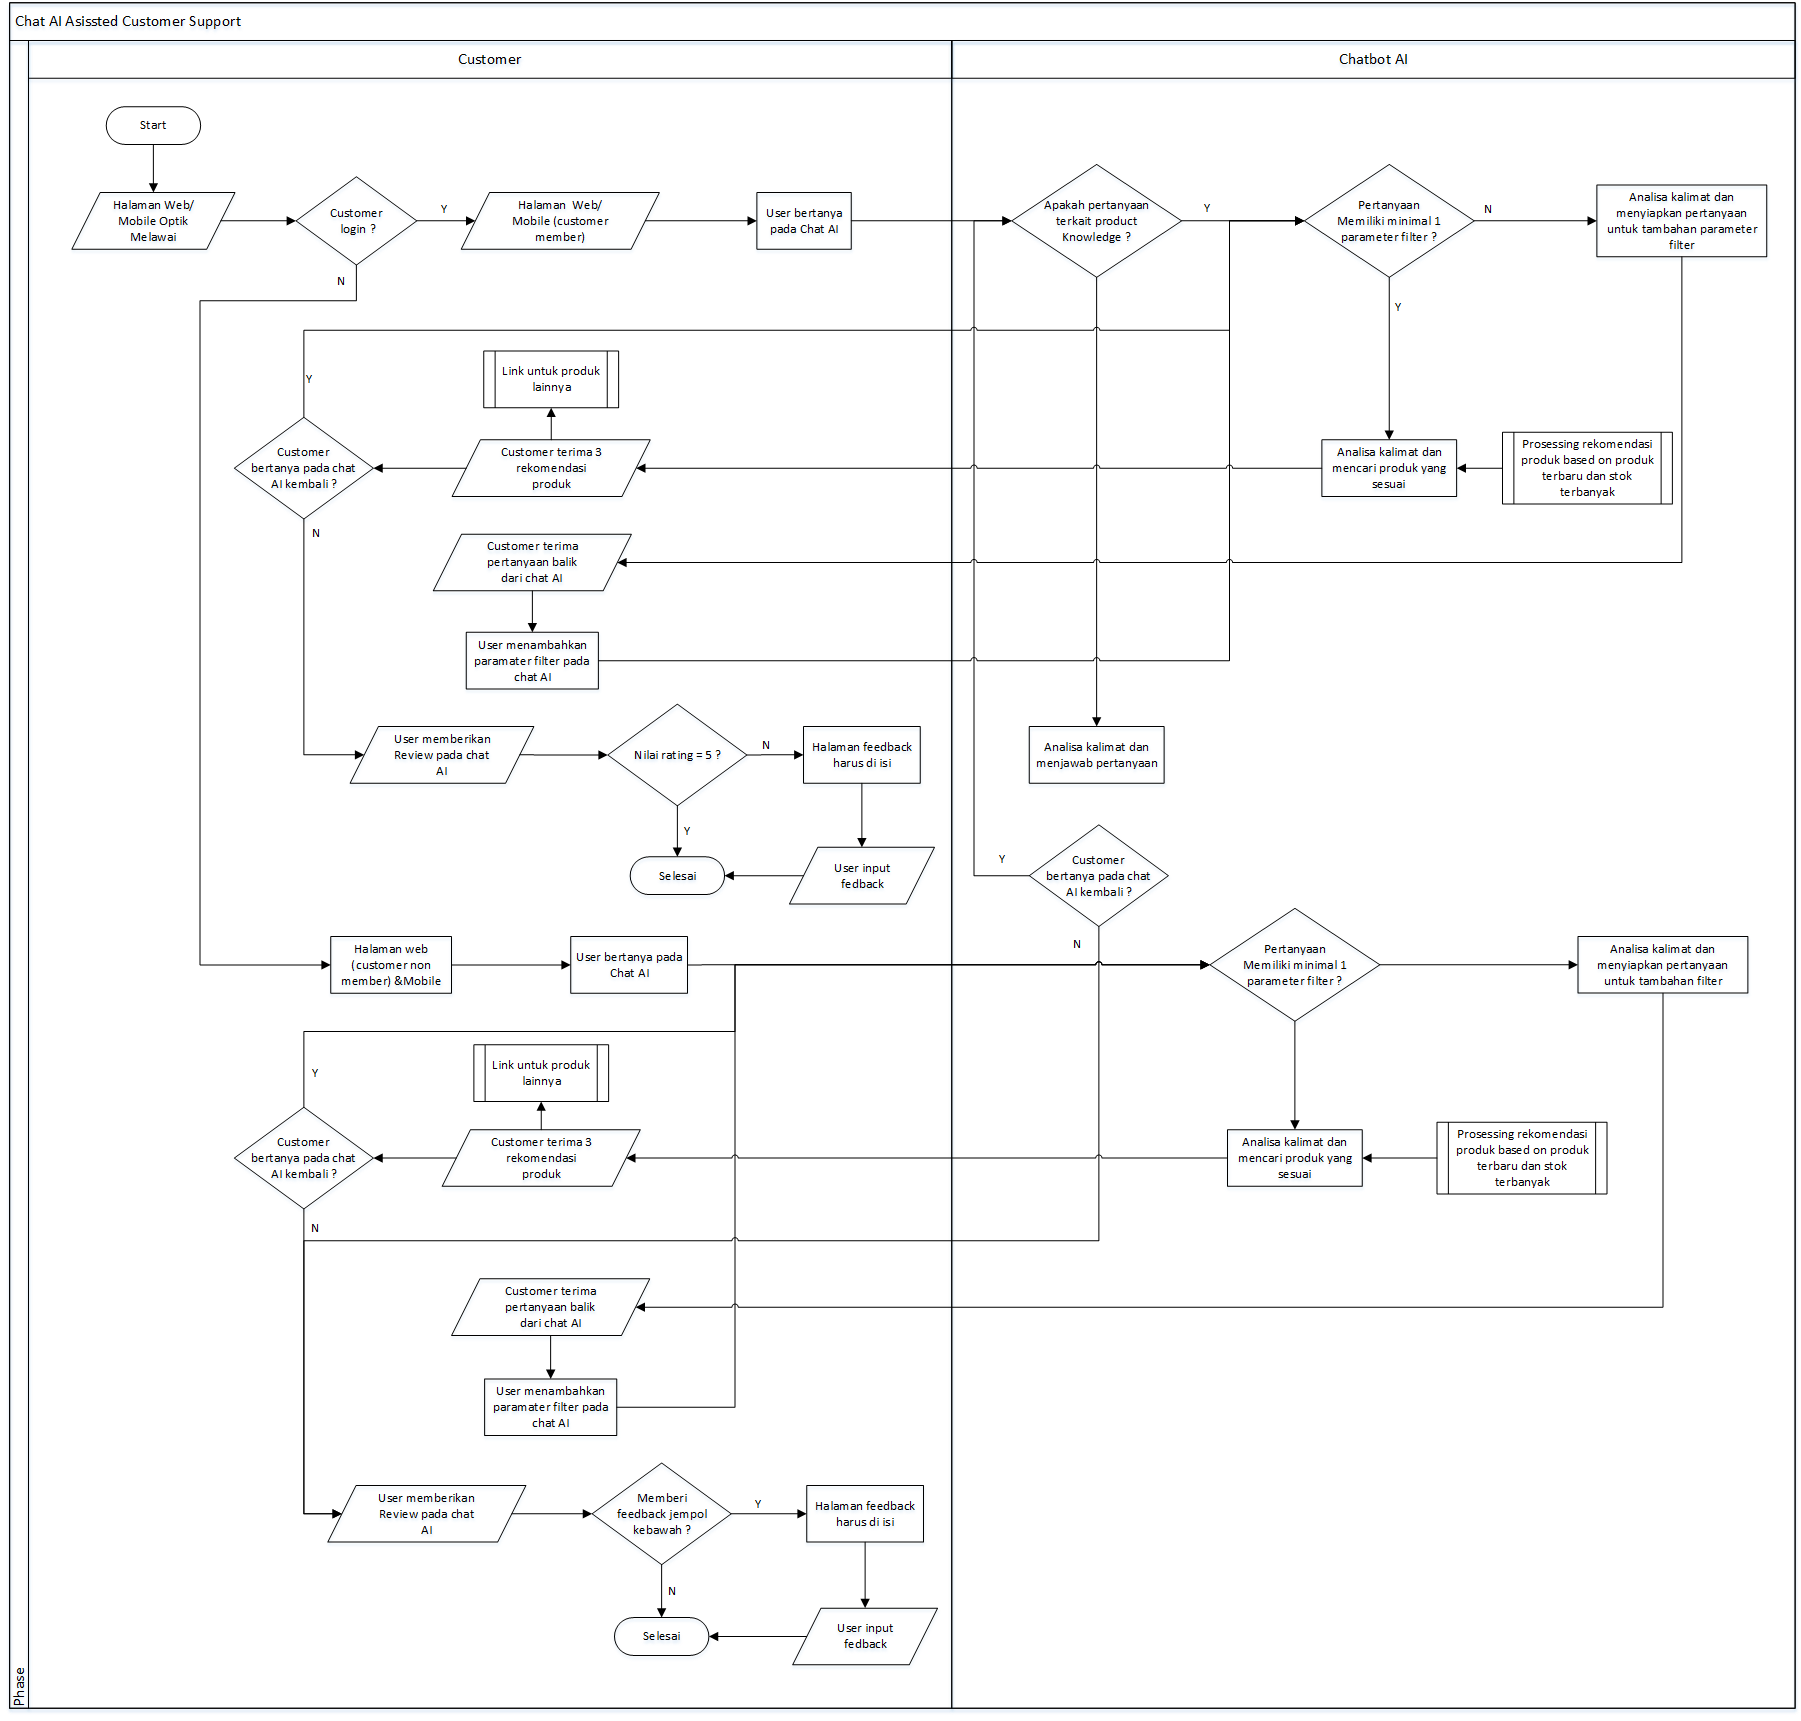 Chat AI Asissted Customer Support
Customer
Chatbot AI
Phase
Start
Halaman Web/
Mobile Optik
Melawai
Customer
login ?
Y
N
Halaman  Web/
Mobile (customer
member)
User bertanya
pada Chat AI
Apakah pertanyaan
terkait product
Knowledge ?
Y
Pertanyaan
Memiliki minimal 1
parameter filter ?
N
Y
Analisa kalimat dan
menyiapkan pertanyaan
untuk tambahan parameter
filter
Link untuk produk
lainnya
Y
Customer
bertanya pada chat
AI kembali ?
N
Customer terima 3
rekomendasi
produk
Analisa kalimat dan
mencari produk yang
sesuai
Prosessing rekomendasi
produk based on produk
terbaru dan stok
terbanyak
Customer terima
pertanyaan balik
dari chat AI
User menambahkan
paramater filter pada
chat AI
User memberikan
Review pada chat
AI
Nilai rating = 5 ?
N
Y
Halaman feedback
harus di isi
Analisa kalimat dan
menjawab pertanyaan
Selesai
User input
fedback
Y
Customer
bertanya pada chat
AI kembali ?
N
Halaman web
(customer non
member) &Mobile
User bertanya pada
Chat AI
Pertanyaan
Memiliki minimal 1
parameter filter ?
Analisa kalimat dan
menyiapkan pertanyaan
untuk tambahan filter
Link untuk produk
lainnya
Y
Customer
bertanya pada chat
AI kembali ?
N
Customer terima 3
rekomendasi
produk
Analisa kalimat dan
mencari produk yang
sesuai
Prosessing rekomendasi
produk based on produk
terbaru dan stok
terbanyak
Customer terima
pertanyaan balik
dari chat AI
User menambahkan
paramater filter pada
chat AI
User memberikan
Review pada chat
AI
Memberi
feedback jempol
kebawah ?
Y
N
Halaman feedback
harus di isi
Selesai
User input
fedback